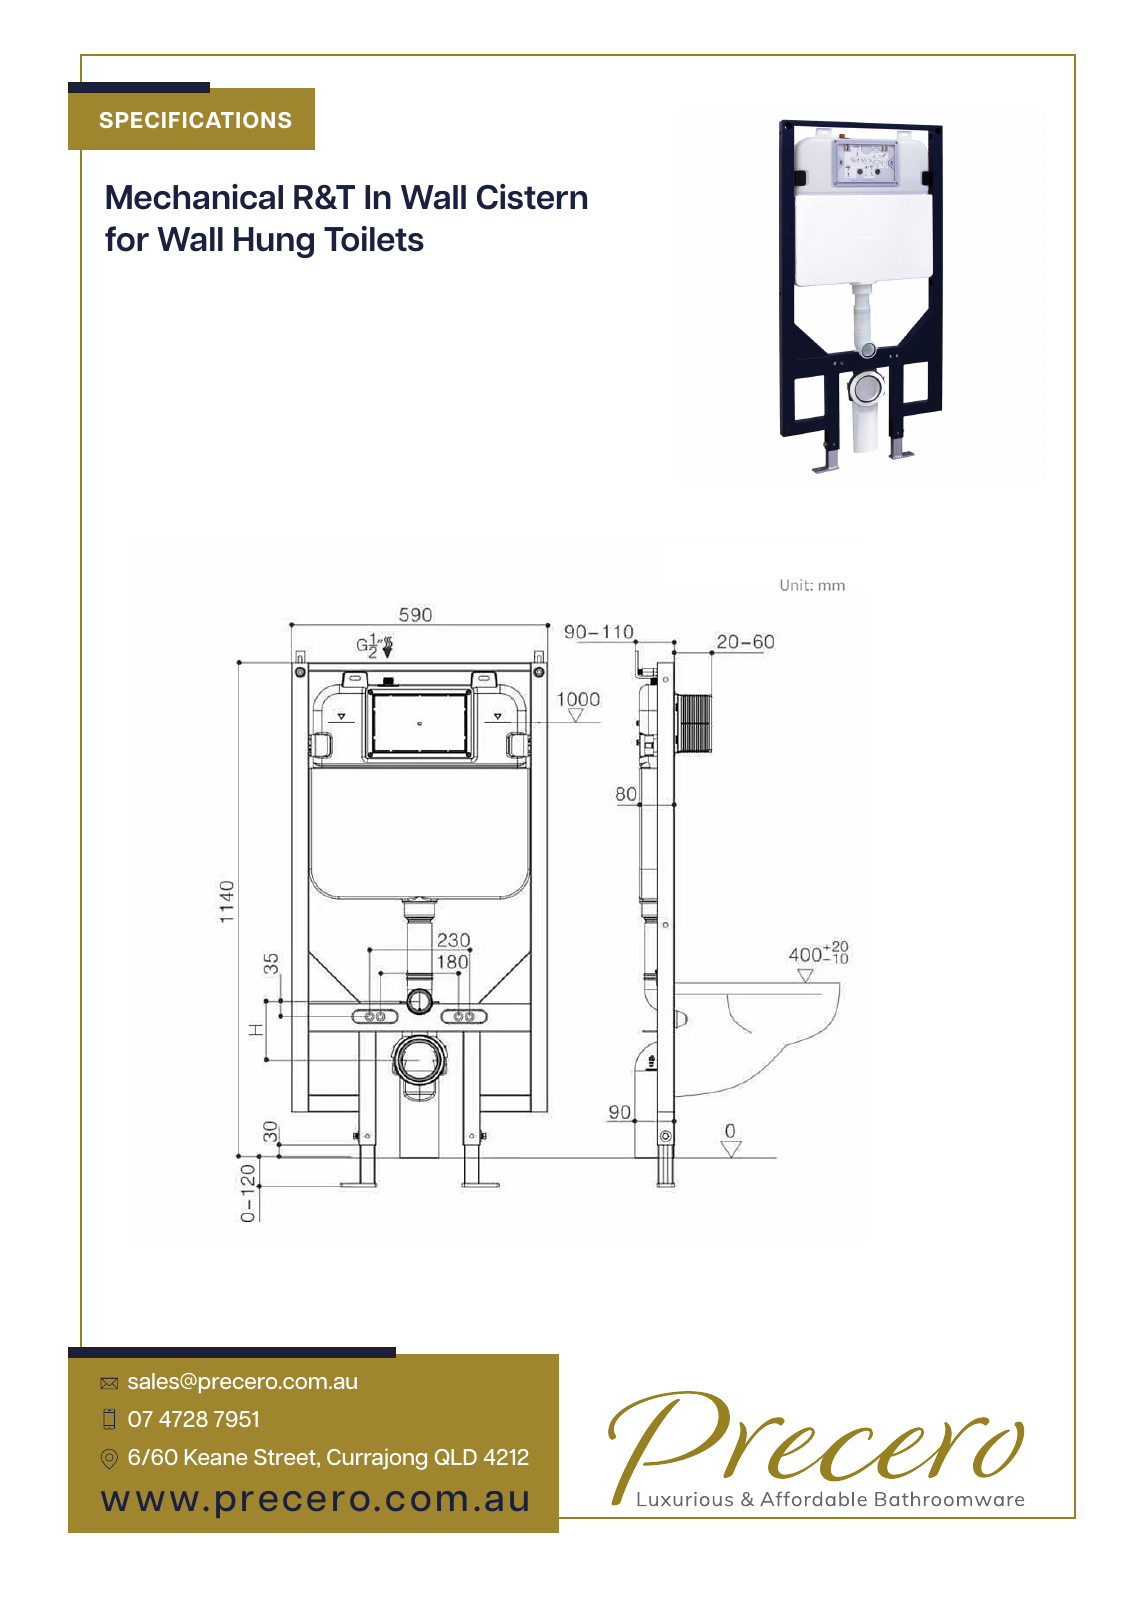 SPECIFICATIONS
Mechanical R&T In Wall Cistern
for Wall Hung Toilets
Unit: mm
590
G1/2"
90-110
20-60
1000
80
1140
230
180
35
H
400 +20 -10
90
0
30
0-120
sales@precero.com.au
07 4728 7951
6/60 Keane Street, Currajong QLD 4212
www.precero.com.au
Precero
Luxurious & Affordable Bathroomware